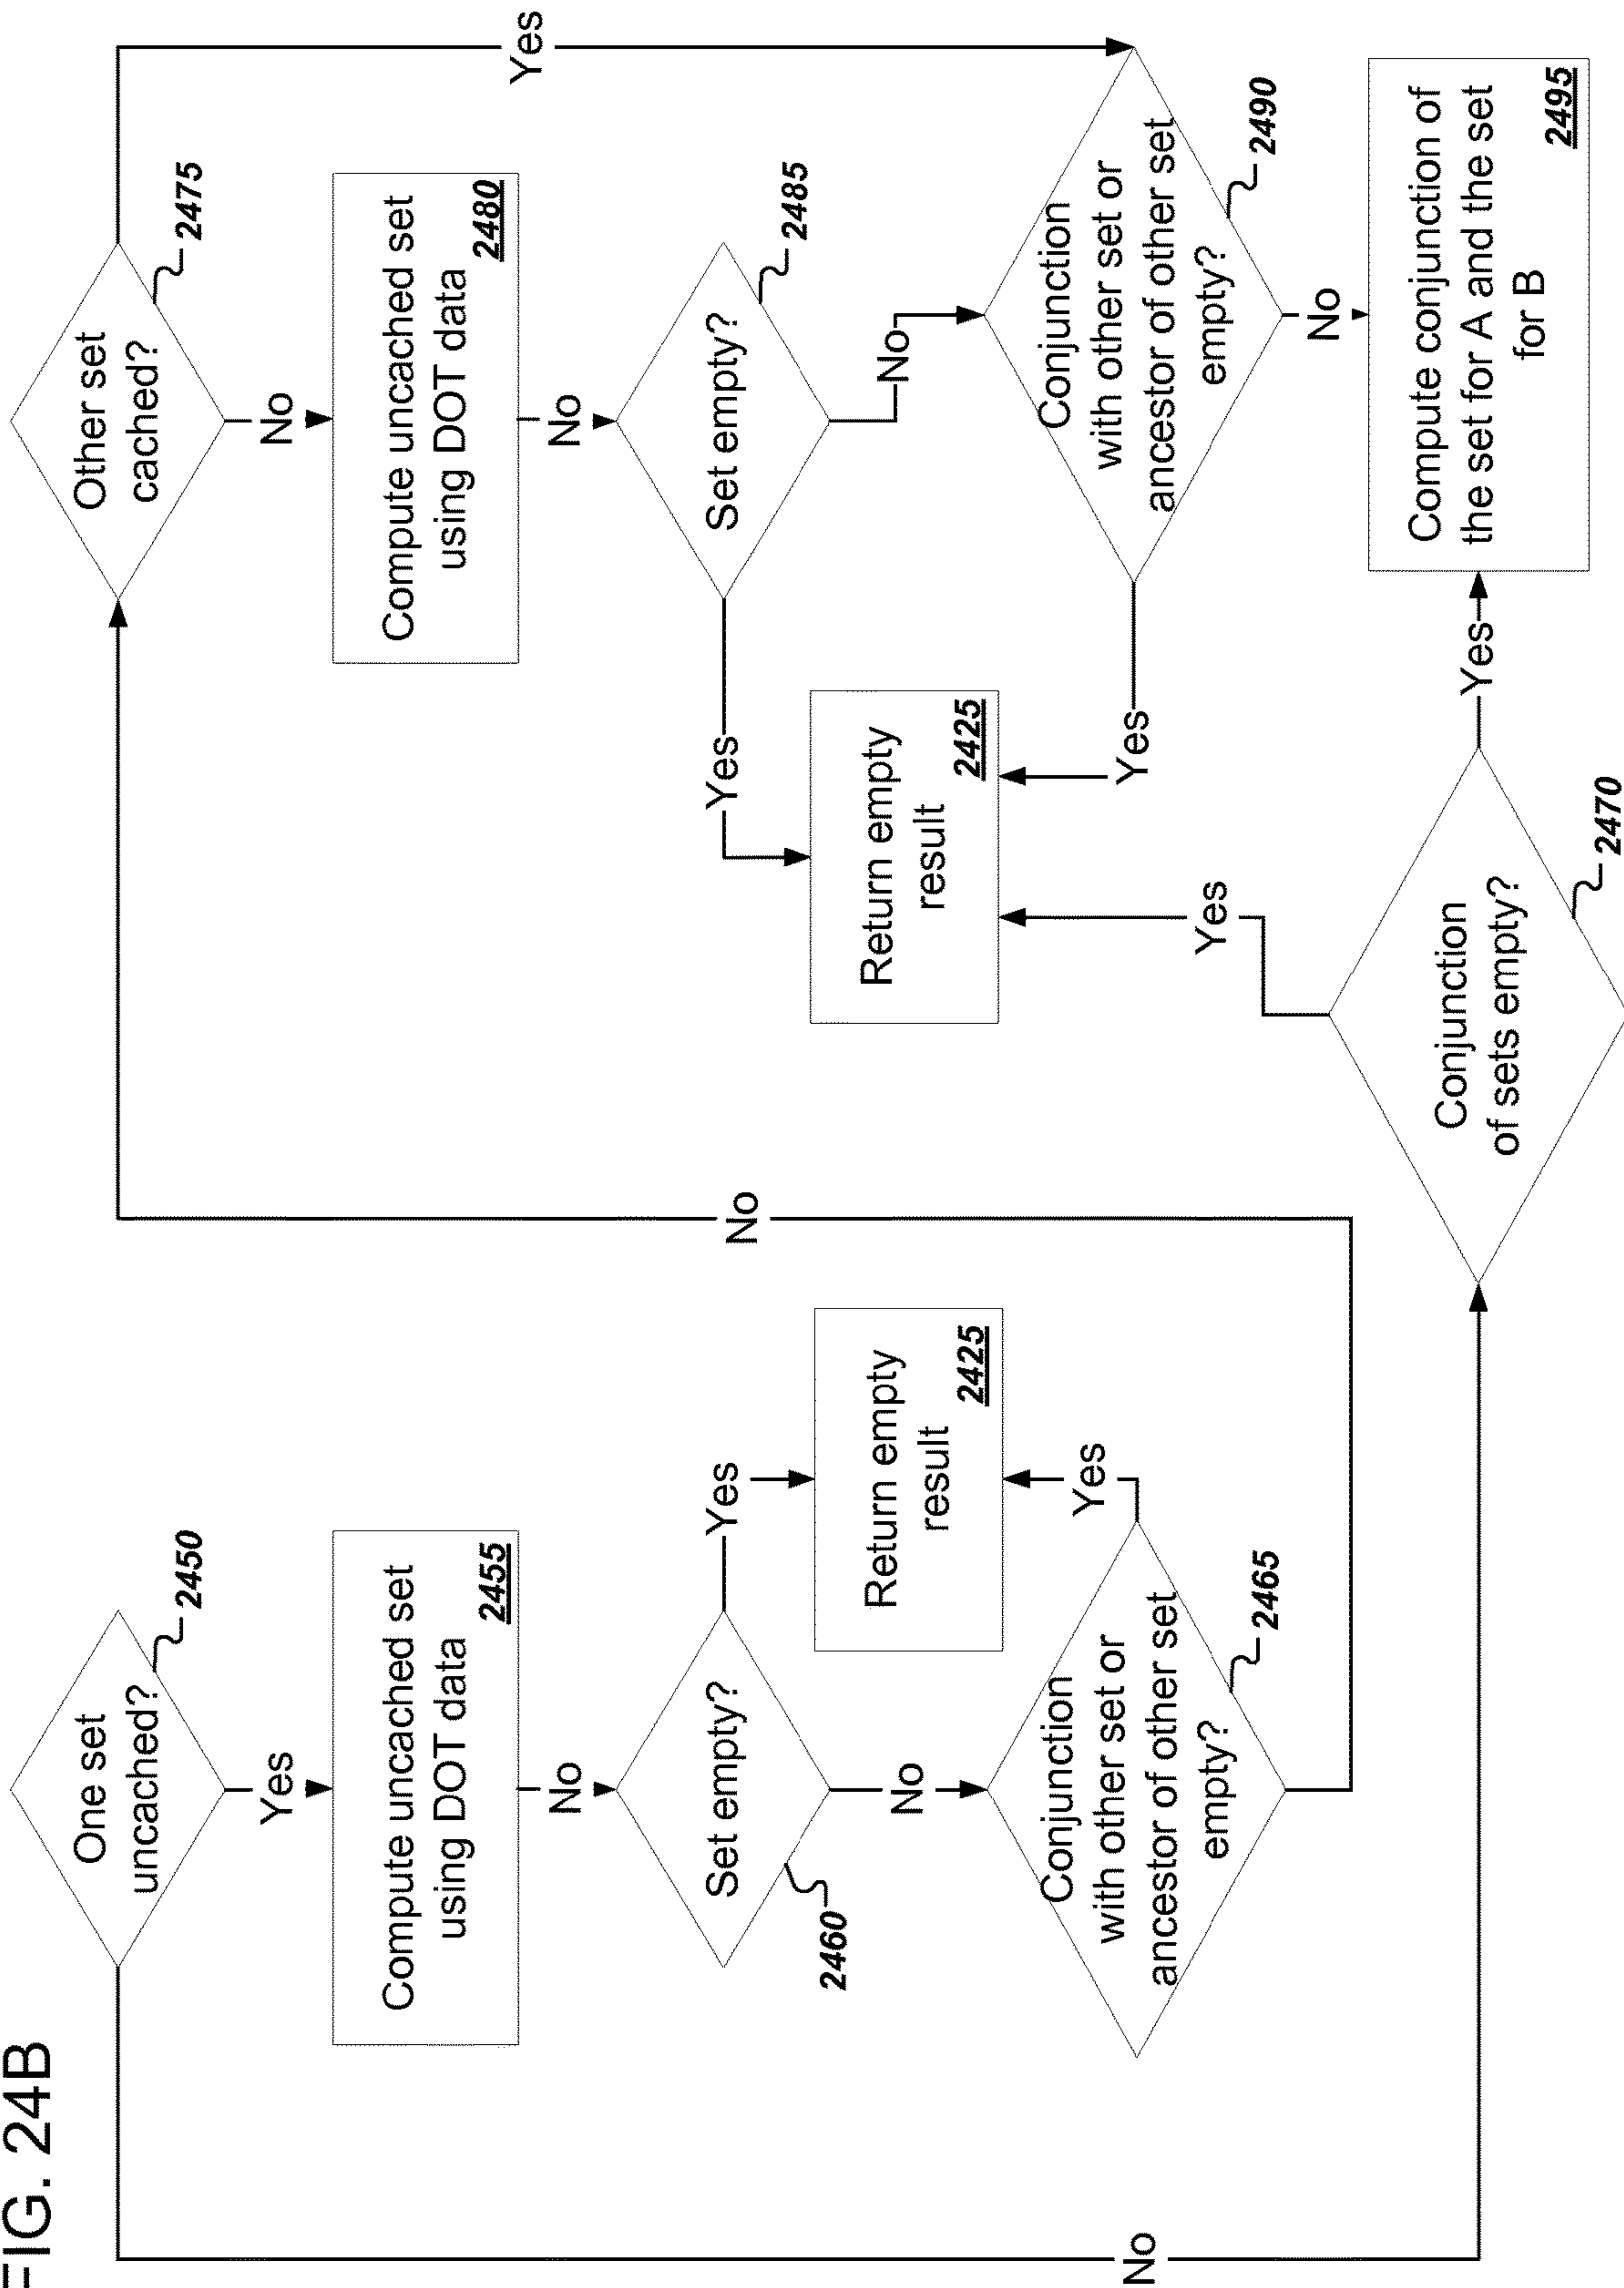 FIG. 24B
One set
uncached?
2450
Yes
Compute uncached set
using DOT data
2455
No
Set empty?
2460
Yes
No
Return empty
result
2425
Conjunction
with other set or
ancestor of other set
empty?
2465
Yes
No
No
Other set
cached?
2475
Yes
No
Compute uncached set
using DOT data
2480
No
Set empty?
2485
Yes
No
Return empty
result
2425
Conjunction
with other set or
ancestor of other set
empty?
2490
Yes
No
Conjunction
of sets empty?
2470
Yes
Yes
Compute conjunction of
the set for A and the set
for B
2495